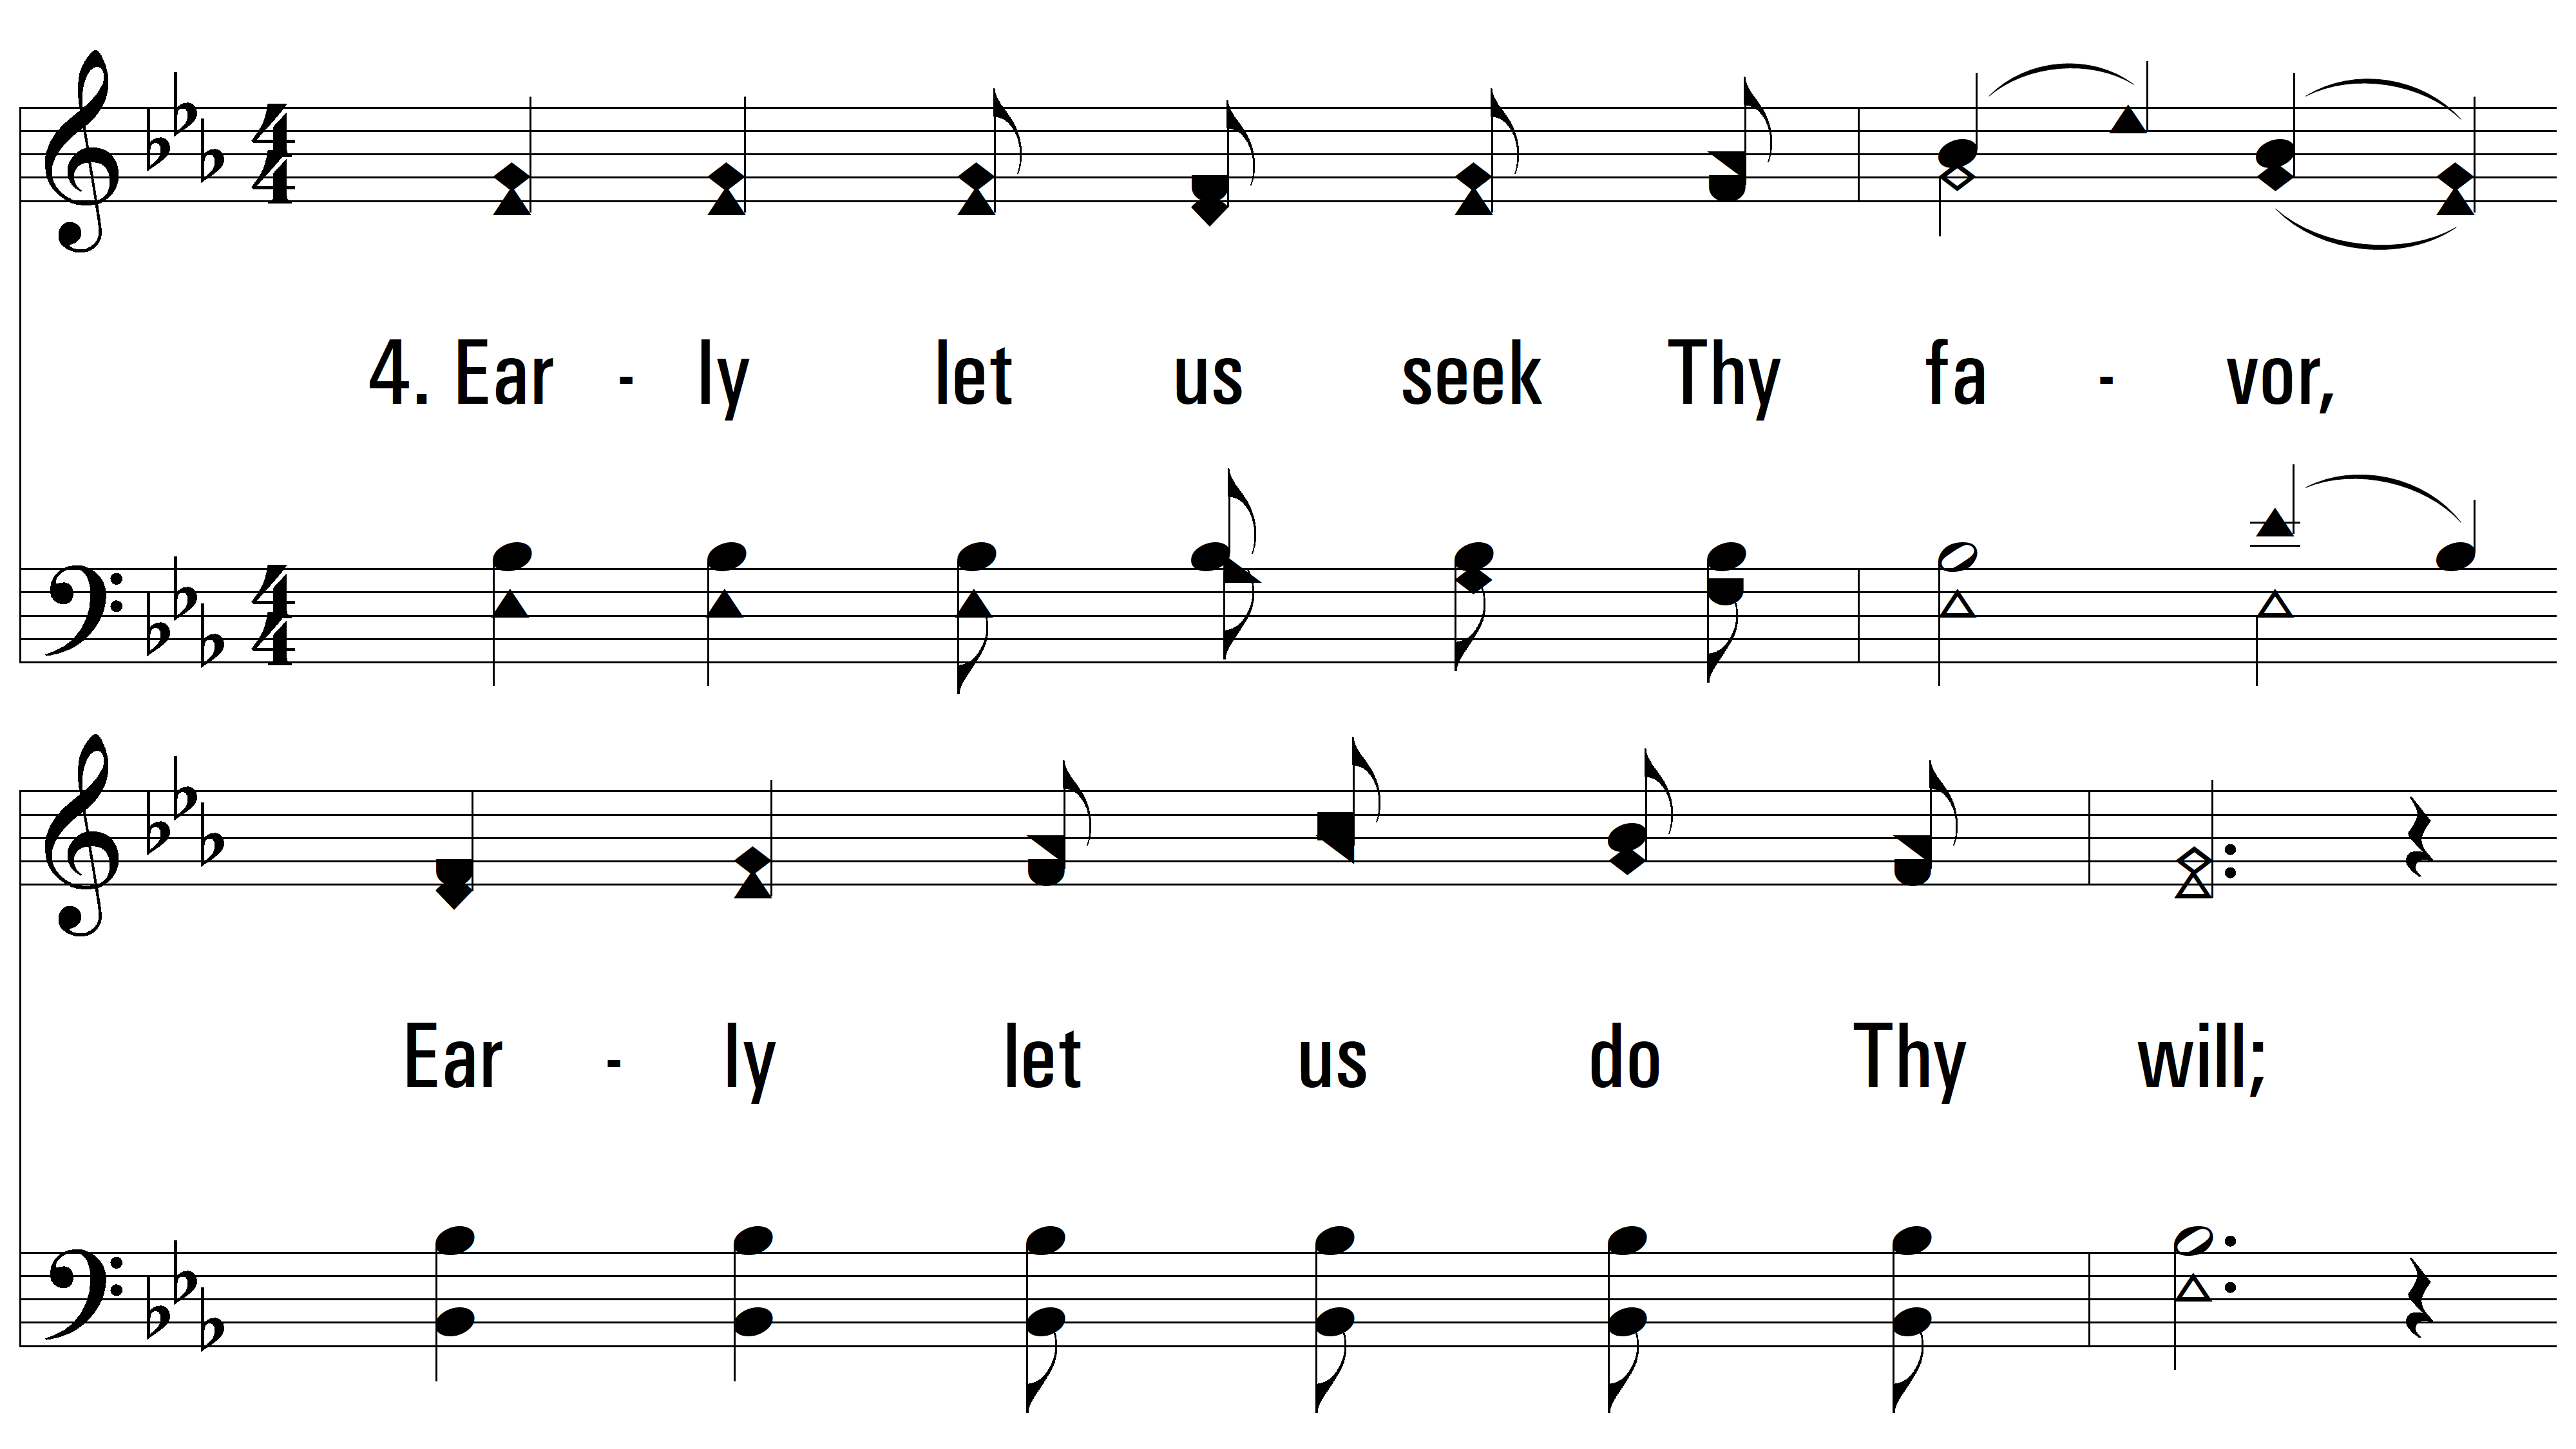 4. Ear - ly let us seek Thy fa - vor,
Ear - ly let us do Thy will;